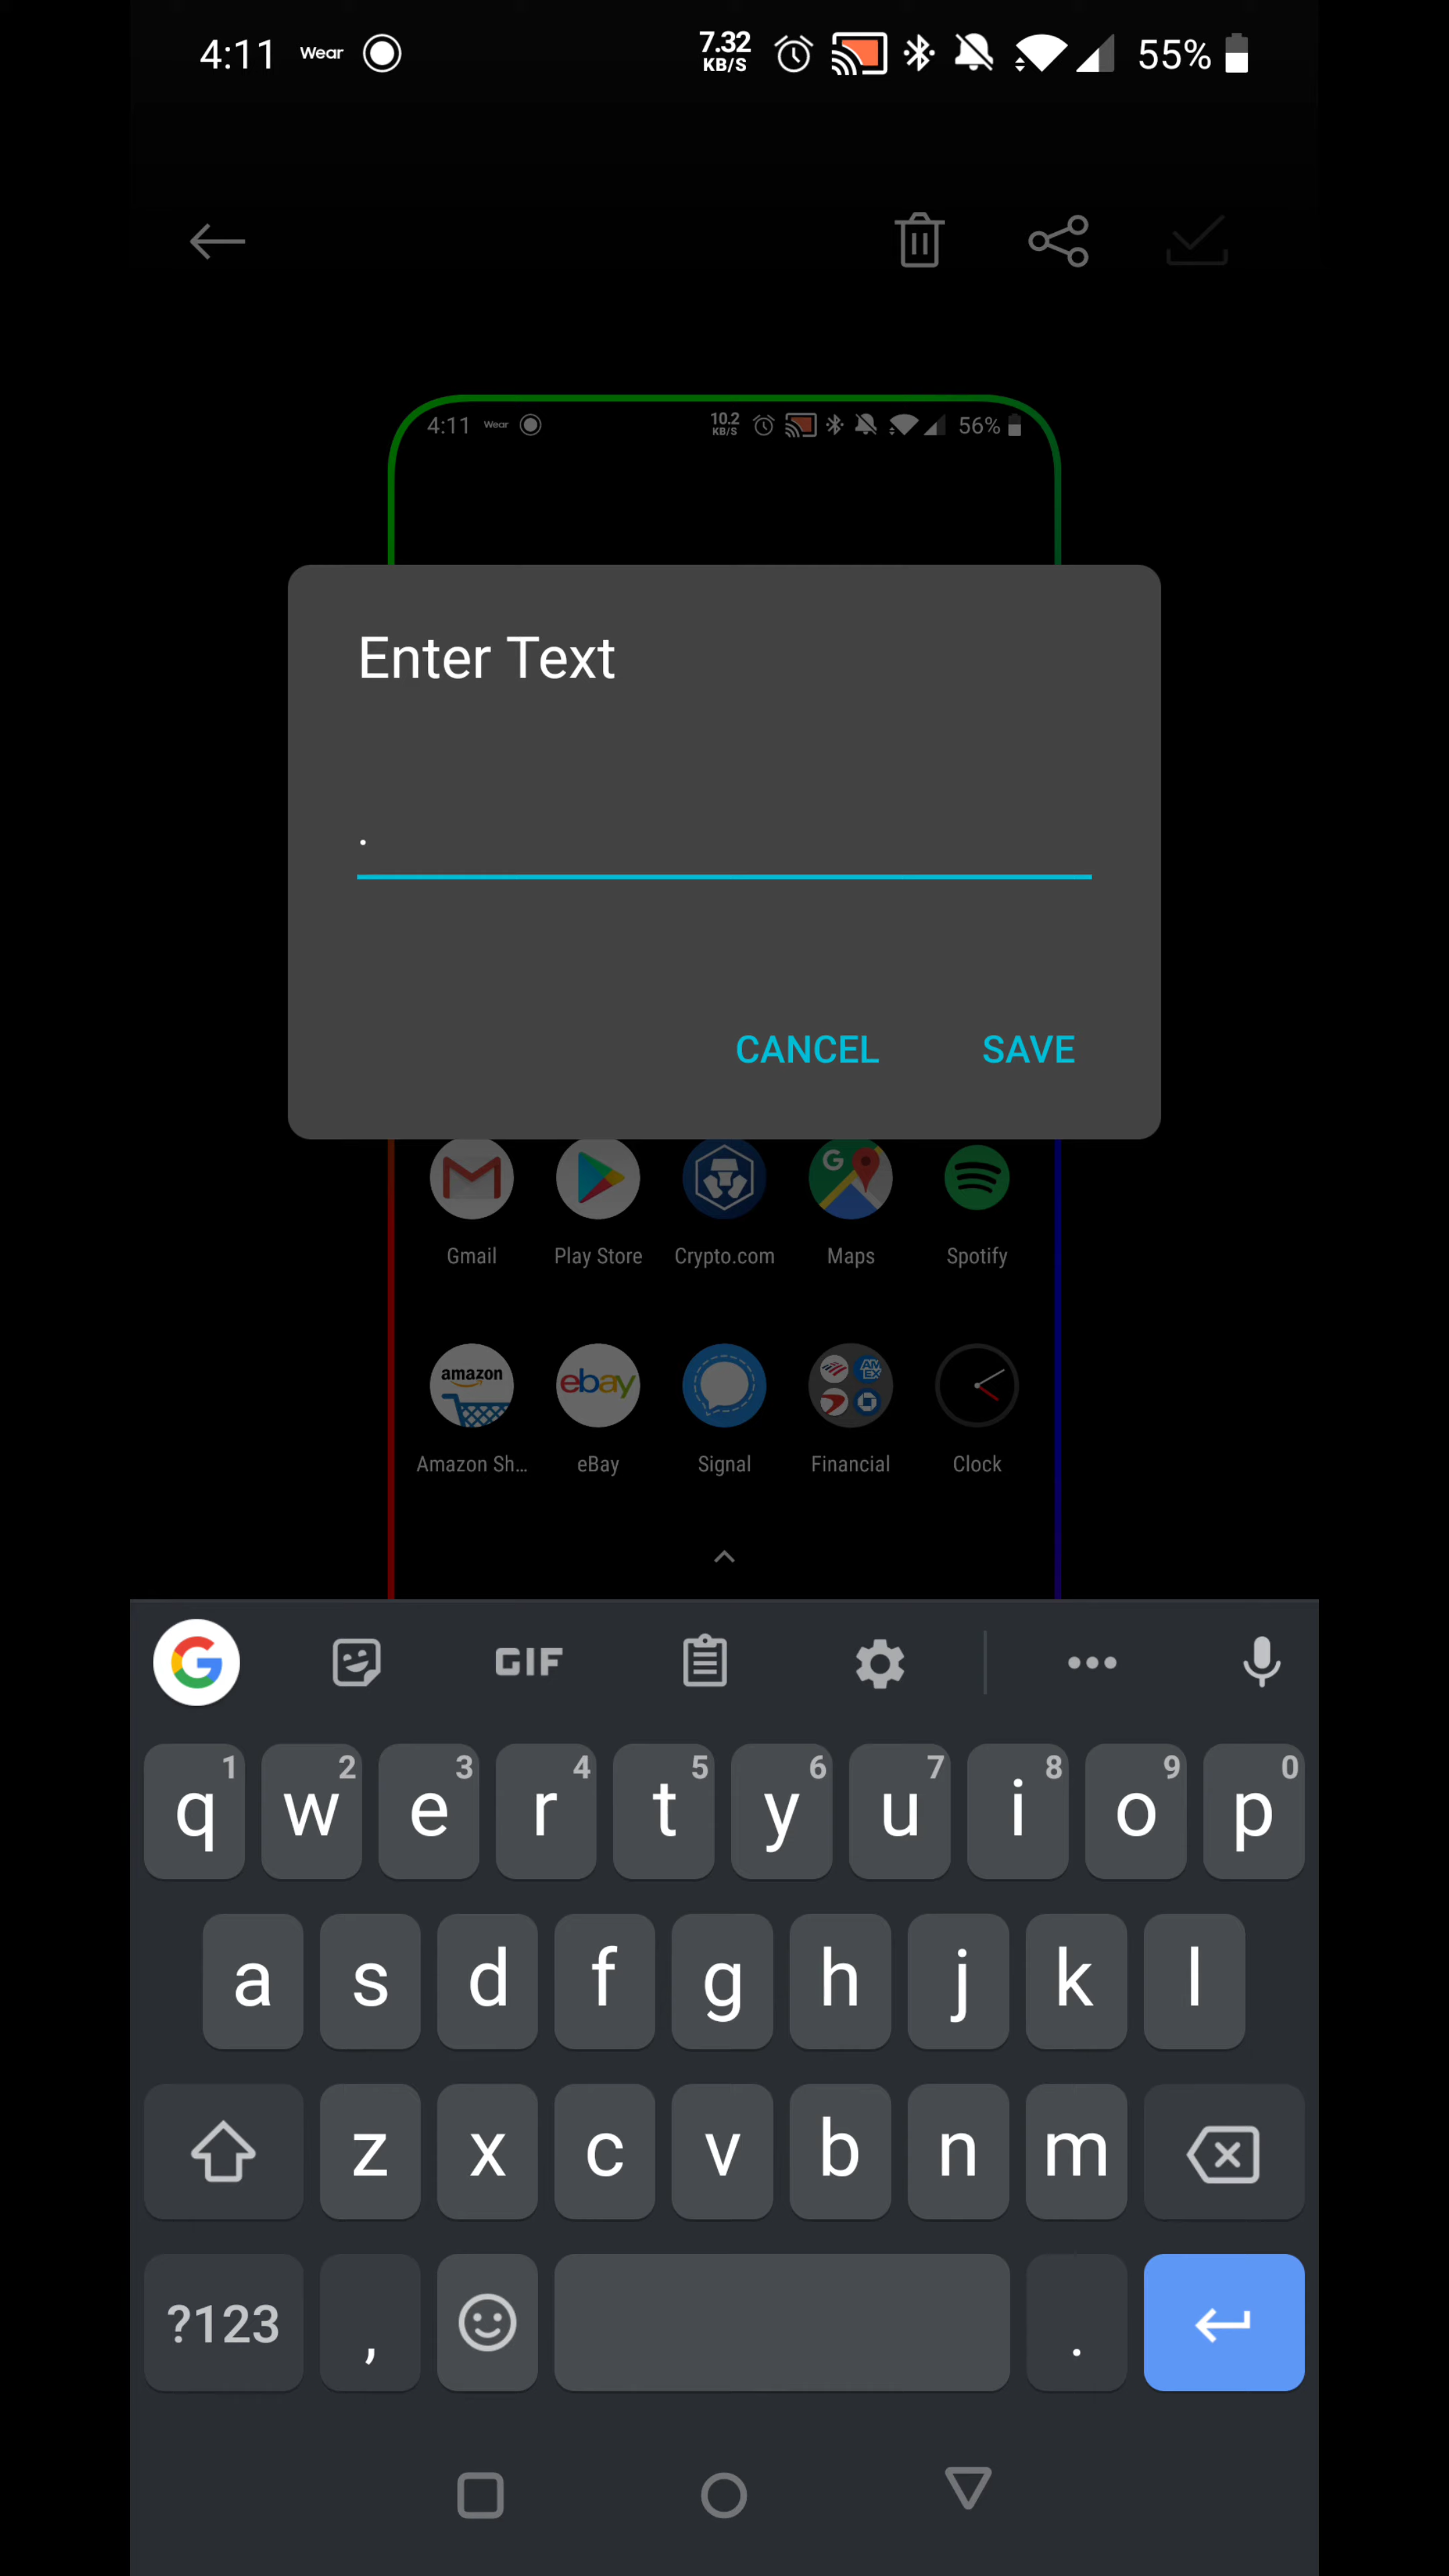 4:11 Wear 7.32 KB/S 55%
4:11 Wear 10.2 KB/S 56%
Enter Text
.
CANCEL SAVE
G
Gmail Play Store Crypto.com Maps Spotify
amazon ebay AM EX
Amazon Sh... eBay Signal Financial Clock
G GIF
1 2 3 4 5 6 7 8 9 0
q w e r t y u i o p
a s d f g h j k l
z x c v b n m
?123 , .